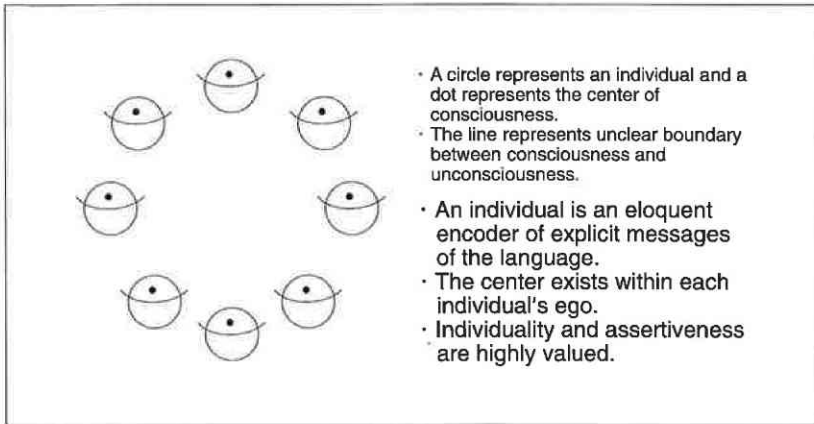 · A circle represents an individual and a
dot represents the center of
consciousness.
· The line represents unclear boundary
between consciousness and
unconsciousness.
· An individual is an eloquent
encoder of explicit messages
of the language.
· The center exists within each
individual's ego.
· Individuality and assertiveness
are highly valued.